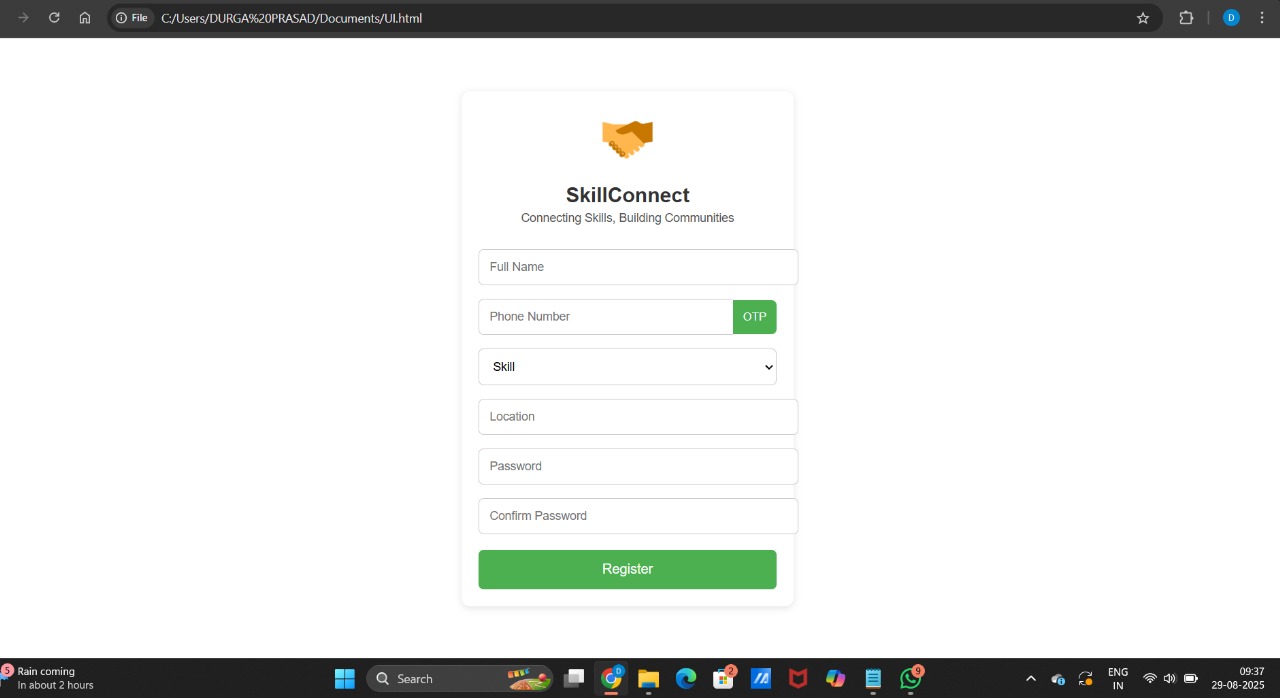 File
C:/Users/DURGA%20PRASAD/Documents/UI.html
D
SkillConnect
Connecting Skills, Building Communities
Full Name
Phone Number
OTP
Skill
Location
Password
Confirm Password
Register
5
Rain coming
In about 2 hours
Search
D
2
9
ENG
IN
09:37
29-08-2025